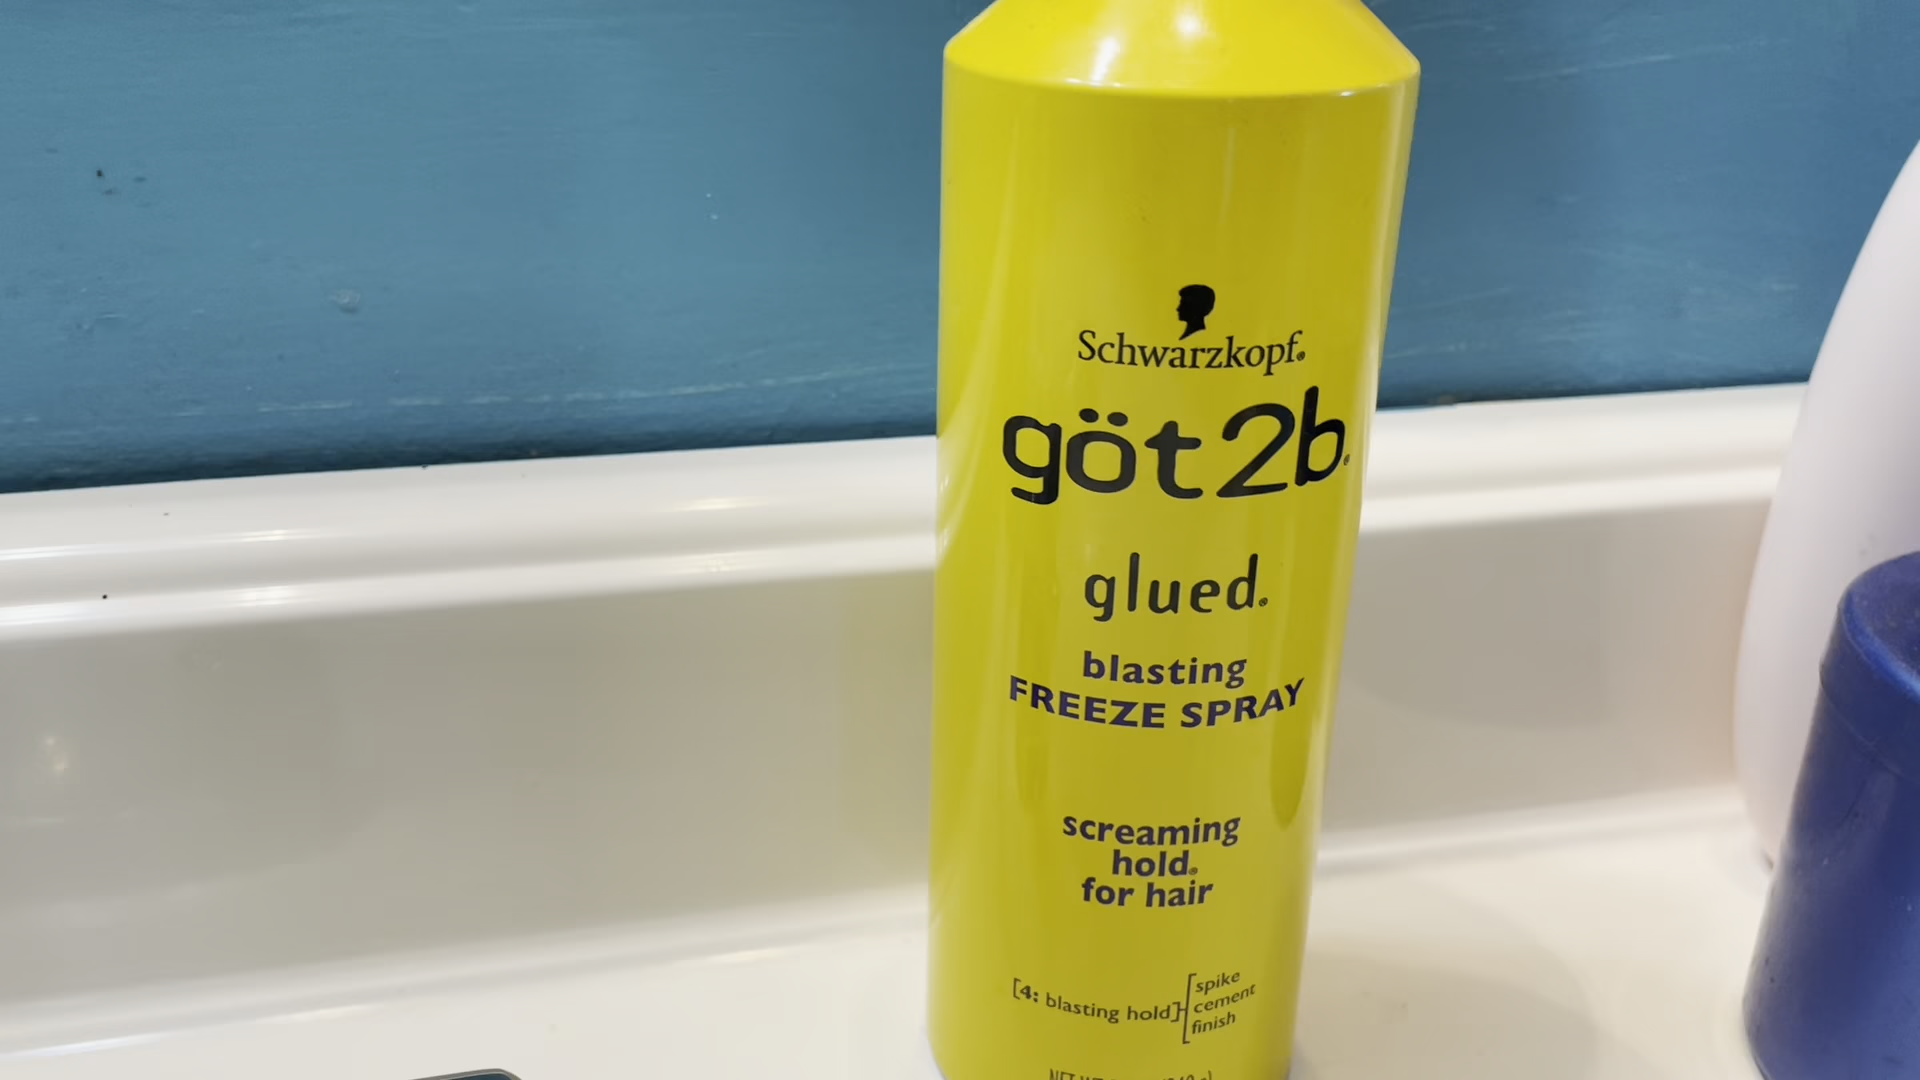 Schwarzkopf®
göt2b®
glued®
blasting
FREEZE SPRAY
screaming
hold®
for hair
[4: blasting hold]
spike
cement
finish